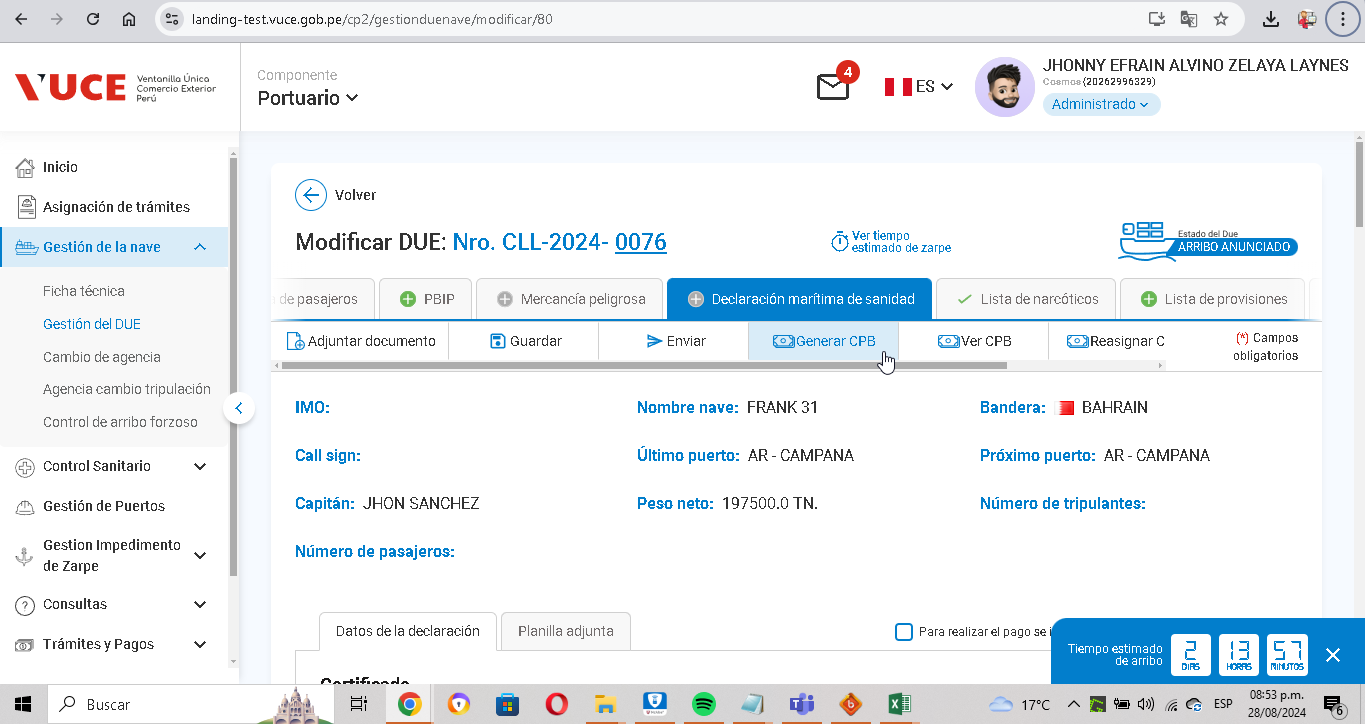 landing-test.vuce.gob.pe/cp2/gestionduenave/modificar/80
VUCE
Ventanilla Única
Comercio Exterior
Perú
Componente
Portuario
4
ES
JHONNY EFRAIN ALVINO ZELAYA LAYNES
Cosmos (20262996329)
Administrado
Inicio
Asignación de trámites
Gestión de la nave
Ficha técnica
Gestión del DUE
Cambio de agencia
Agencia cambio tripulación
Control de arribo forzoso
Control Sanitario
Gestión de Puertos
Gestion Impedimento
de Zarpe
Consultas
Trámites y Pagos
Volver
Modificar DUE: Nro. CLL-2024- 0076
Ver tiempo
estimado de zarpe
Estado del Due
ARRIBO ANUNCIADO
de pasajeros
PBIP
Mercancía peligrosa
Declaración marítima de sanidad
Lista de narcóticos
Lista de provisiones
Adjuntar documento
Guardar
Enviar
Generar CPB
Ver CPB
Reasignar C
(*) Campos
obligatorios
IMO:
Nombre nave: FRANK 31
Bandera: BAHRAIN
Call sign:
Último puerto: AR - CAMPANA
Próximo puerto: AR - CAMPANA
Capitán: JHON SANCHEZ
Peso neto: 197500.0 TN.
Número de tripulantes:
Número de pasajeros:
Datos de la declaración
Planilla adjunta
Para realizar el pago se i
Certificado
Tiempo estimado
de arribo
2
DIAS
13
HORAS
57
MINUTOS
Buscar
17°C
ESP
08:53 p.m.
28/08/2024
6